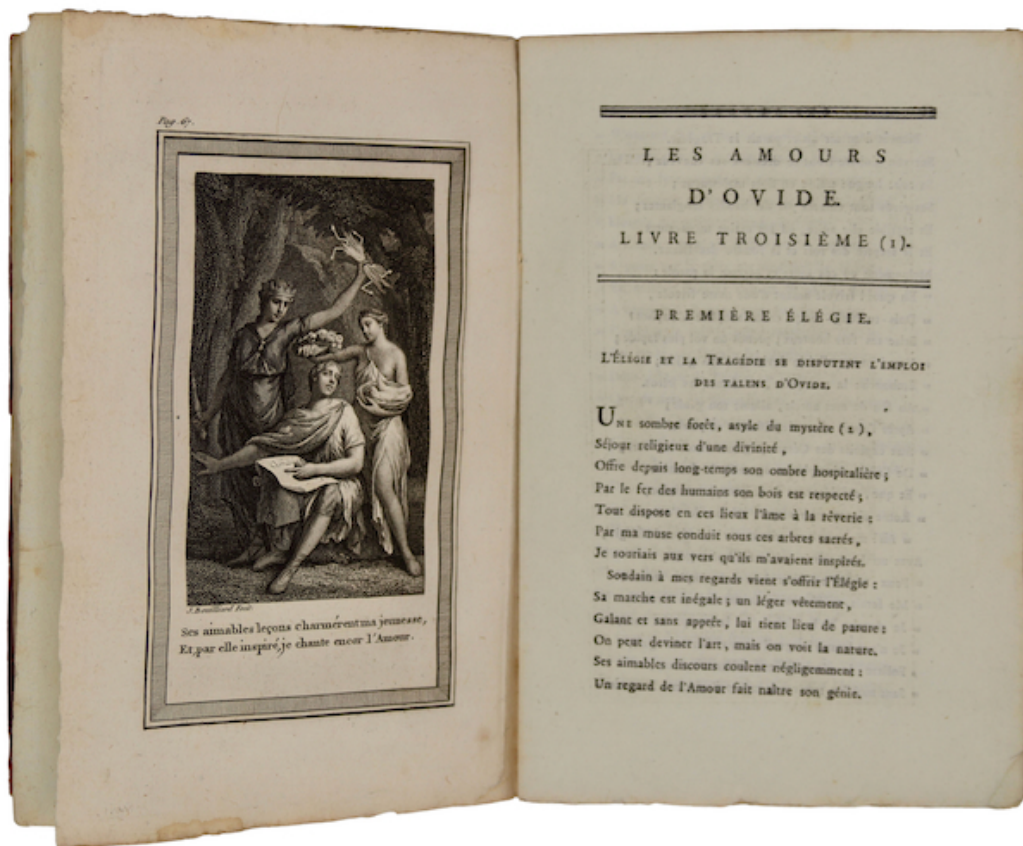 Pag. 67.
J. Bouilliard Sculp.
Ses aimables leçons charmérent ma jeunesse,
Et, par elle inspiré, je chante encor l'Amour.
LES AMOURS
D'OVIDE.
LIVRE TROISIÈME (1).
PREMIÈRE ÉLÉGIE.
L'ÉLÉGIE ET LA TRAGÉDIE SE DISPUTENT L'EMPLOI
DES TALENS D'OVIDE.
UNE sombre forêt, asyle du mystère (2),
Séjour religieux d'une divinité,
Offre depuis long-temps son ombre hospitalière ;
Par le fer des humains son bois est respecté ;
Tout dispose en ces lieux l'âme à la rêverie :
Par ma muse conduit sous ces arbres sacrés,
Je souriais aux vers qu'ils m'avaient inspirés.
Soudain à mes regards vient s'offrir l'Élégie :
Sa marche est inégale ; un léger vêtement,
Galant et sans apprêt, lui tient lieu de parure :
On peut deviner l'art, mais on voit la nature.
Ses aimables discours coulent négligemment :
Un regard de l'Amour fait naître son génie.